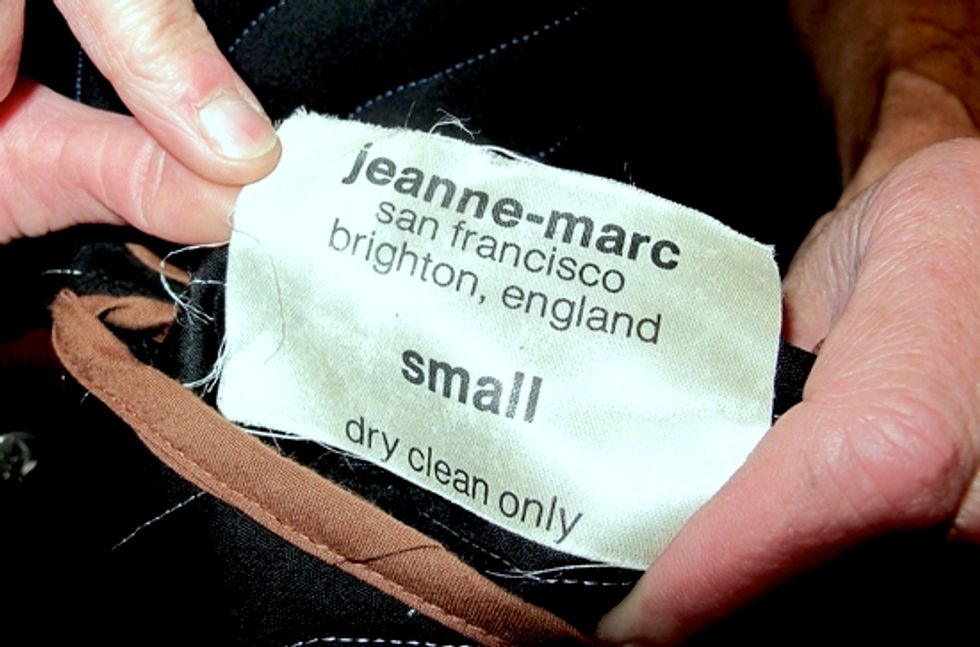 jeanne-marc
san francisco
brighton, england
small
dry clean only